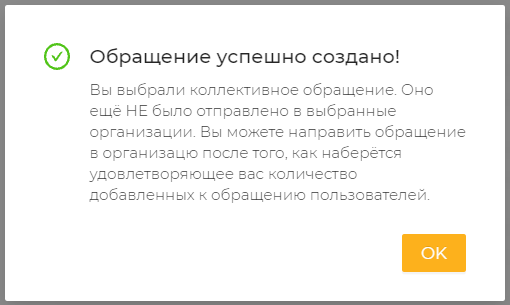 Обращение успешно создано!
Вы выбрали коллективное обращение. Оно
ещё НЕ было отправлено в выбранные
организации. Вы можете направить обращение
в организацю после того, как наберётся
удовлетворяющее вас количество
добавленных к обращению пользователей.
OK